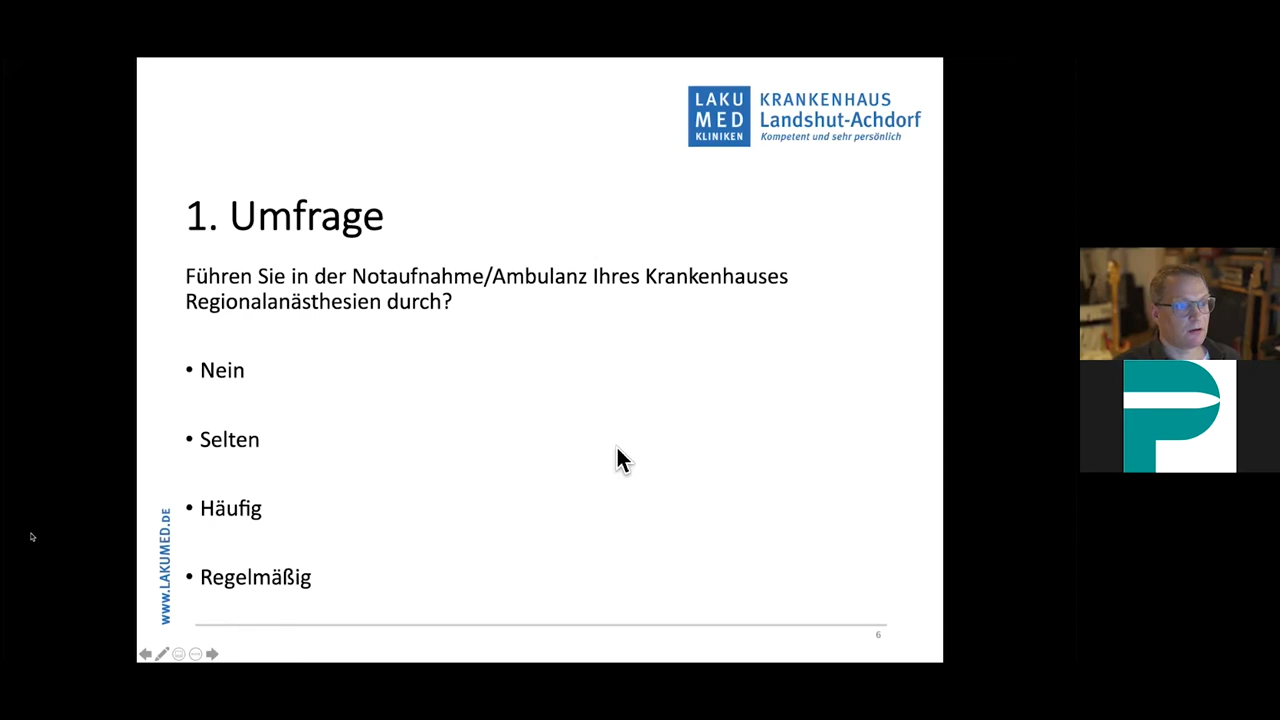 LAKU
MED
KLINIKEN
KRANKENHAUS
Landshut-Achdorf
Kompetent und sehr persönlich
1. Umfrage
Führen Sie in der Notaufnahme/Ambulanz Ihres Krankenhauses
Regionalanästhesien durch?
• Nein
• Selten
• Häufig
• Regelmäßig
www.LAKUMED.DE
6
P